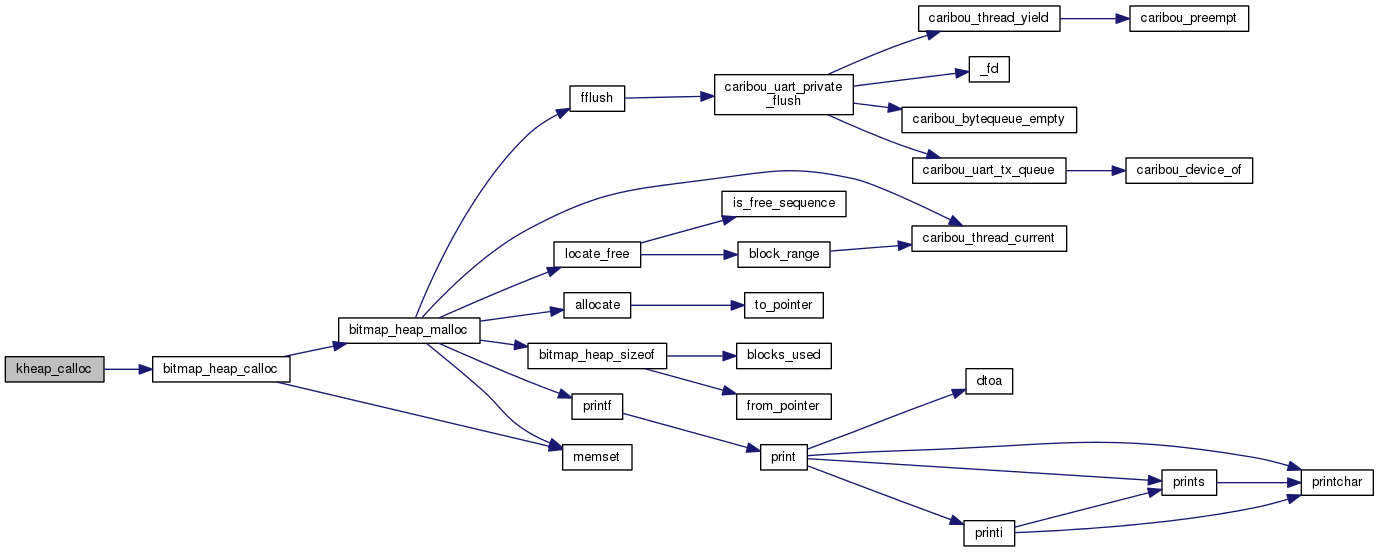 caribou_thread_yield
caribou_preempt
_fd
fflush
caribou_uart_private
_flush
caribou_bytequeue_empty
caribou_uart_tx_queue
caribou_device_of
is_free_sequence
caribou_thread_current
locate_free
block_range
allocate
to_pointer
bitmap_heap_malloc
bitmap_heap_sizeof
blocks_used
kheap_calloc
bitmap_heap_calloc
dtoa
printf
from_pointer
memset
print
prints
printchar
printi